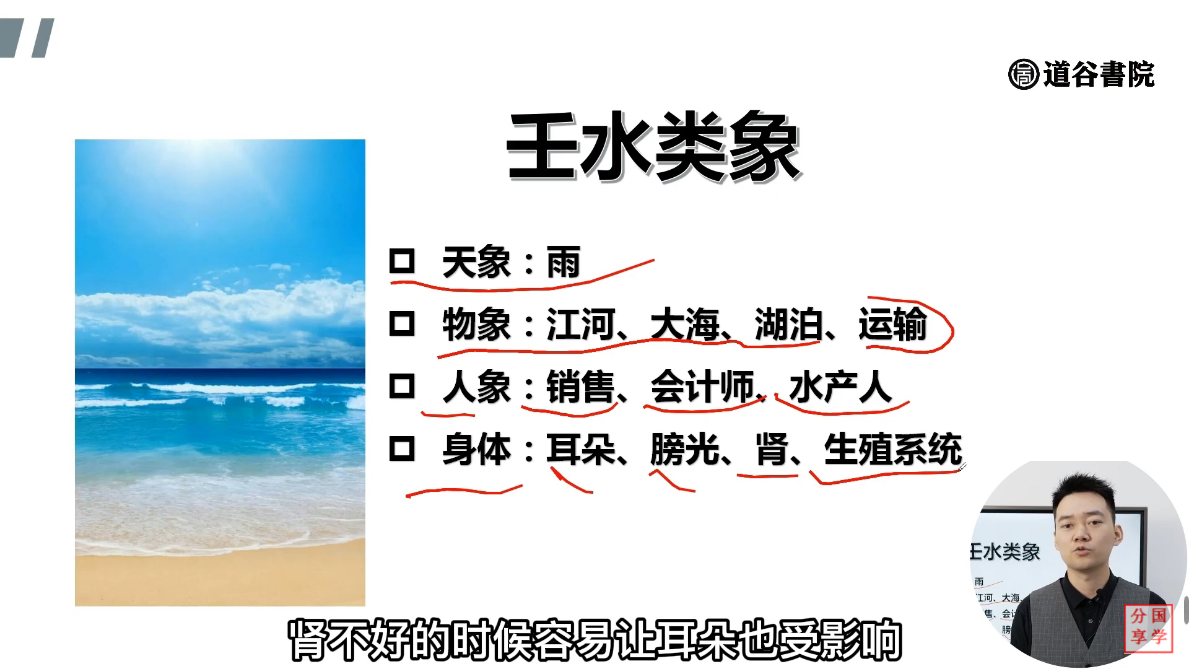 道谷書院
壬水类象
天象：雨
物象：江河、大海、湖泊、运输
人象：销售、会计师、水产人
身体：耳朵、膀光、肾、生殖系统
壬水类象
雨
江河、大海、
售、会计
膀
分国
享学
肾不好的时候容易让耳朵也受影响